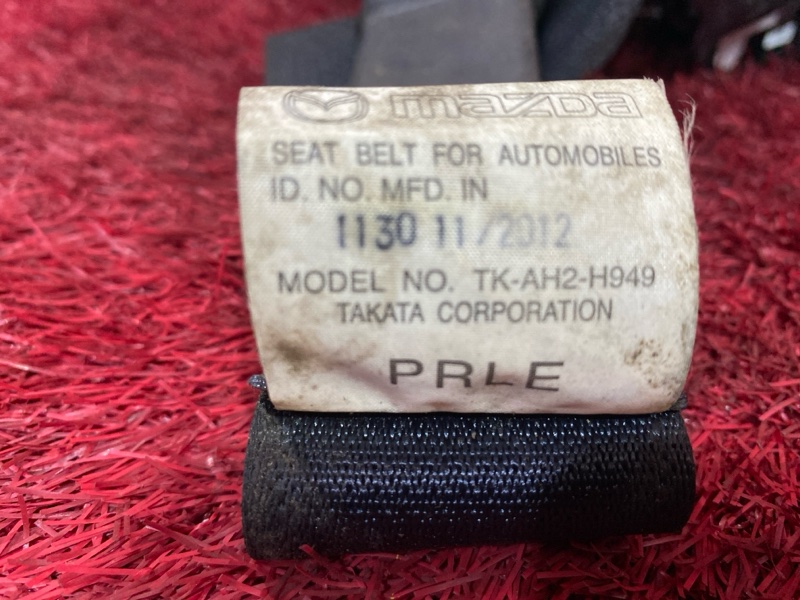 mazda
SEAT BELT FOR AUTOMOBILES
ID. NO. MFD. IN
1130 11/2012
MODEL NO. TK-AH2-H949
TAKATA CORPORATION
PRLE